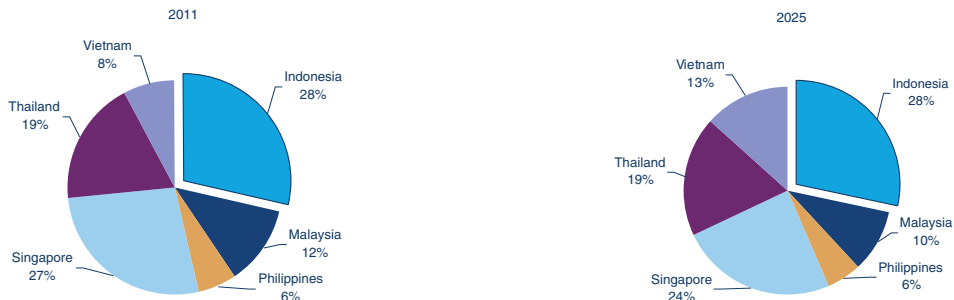 2011
Vietnam
8%
Indonesia
28%
Thailand
19%
Malaysia
12%
Singapore
27%
Philippines
6%
2025
Vietnam
13%
Indonesia
28%
Thailand
19%
Malaysia
10%
Philippines
6%
Singapore
24%